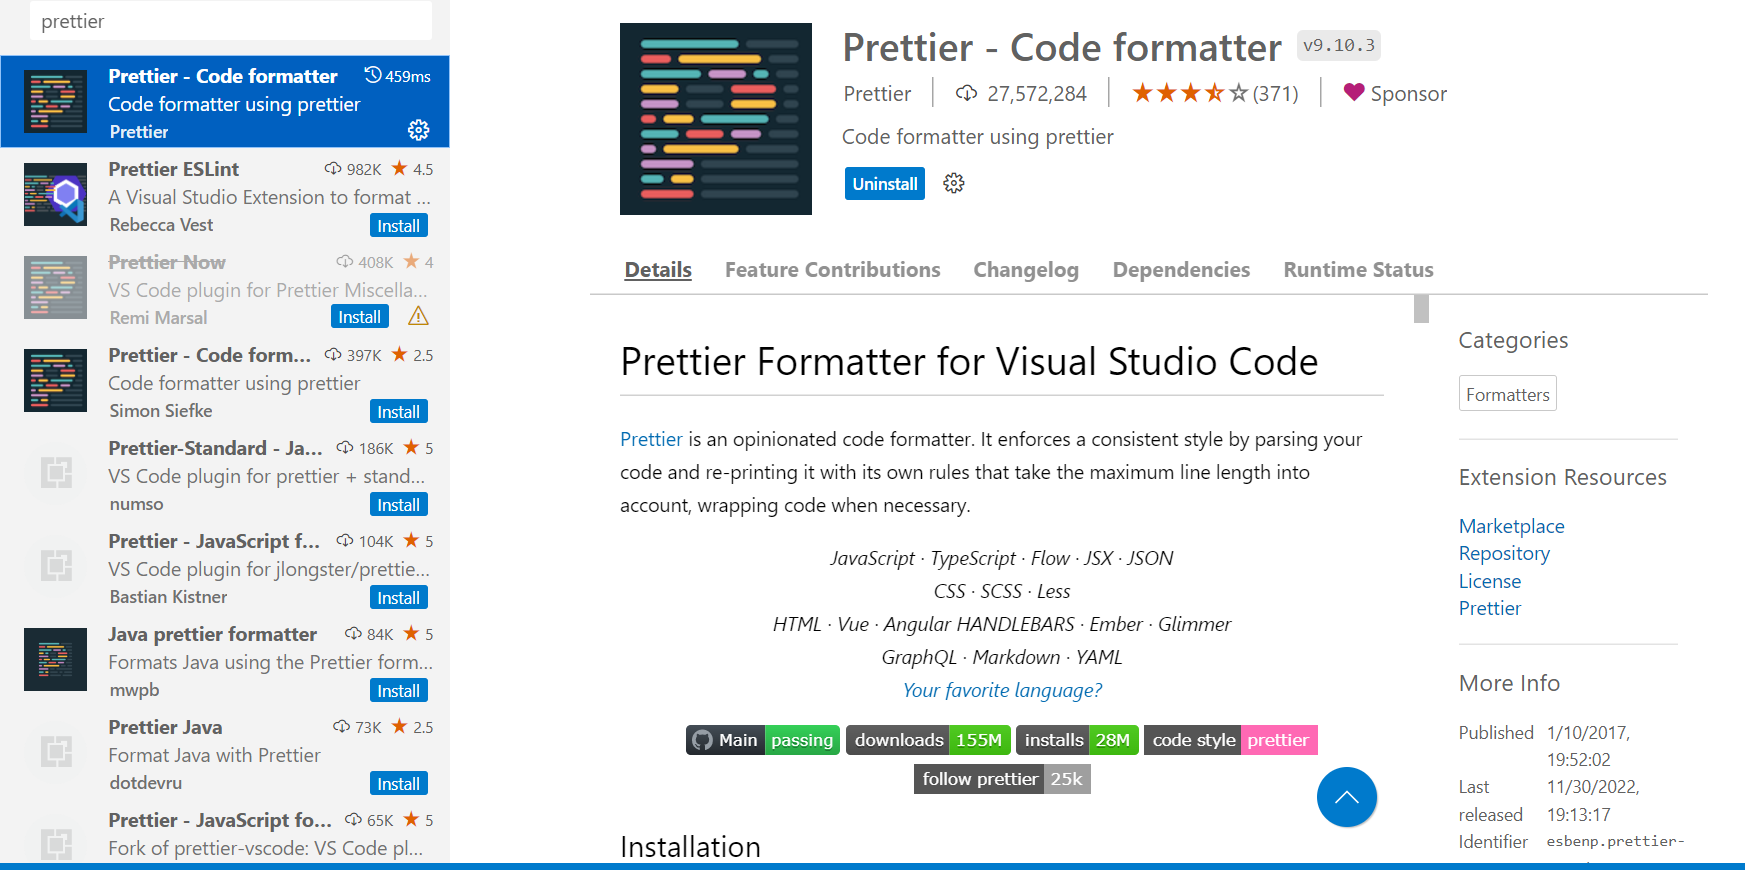 prettier
Prettier - Code formatter 459ms
Code formatter using prettier
Prettier
Prettier ESLint 982K 4.5
A Visual Studio Extension to format ...
Rebecca Vest Install
Prettier Now 408K 4
VS Code plugin for Prettier Miscella...
Remi Marsal Install
Prettier - Code form... 397K 2.5
Code formatter using prettier
Simon Siefke Install
Prettier-Standard - Ja... 186K 5
VS Code plugin for prettier + stand...
numso Install
Prettier - JavaScript f... 104K 5
VS Code plugin for jlongster/prettie...
Bastian Kistner Install
Java prettier formatter 84K 5
Formats Java using the Prettier form...
mwpb Install
Prettier Java 73K 2.5
Format Java with Prettier
dotdevru Install
Prettier - JavaScript fo... 65K 5
Fork of prettier-vscode: VS Code pl...
Prettier - Code formatter v9.10.3
Prettier 27,572,284 ★★★⯪☆(371) Sponsor
Code formatter using prettier
Uninstall
Details Feature Contributions Changelog Dependencies Runtime Status
Prettier Formatter for Visual Studio Code
Prettier is an opinionated code formatter. It enforces a consistent style by parsing your
code and re-printing it with its own rules that take the maximum line length into
account, wrapping code when necessary.
JavaScript · TypeScript · Flow · JSX · JSON
CSS · SCSS · Less
HTML · Vue · Angular HANDLEBARS · Ember · Glimmer
GraphQL · Markdown · YAML
Your favorite language?
Main passing downloads 155M installs 28M code style prettier
follow prettier 25k
Installation
Categories
Formatters
Extension Resources
Marketplace
Repository
License
Prettier
More Info
Published 1/10/2017,
19:52:02
Last 11/30/2022,
released 19:13:17
Identifier esbenp.prettier-